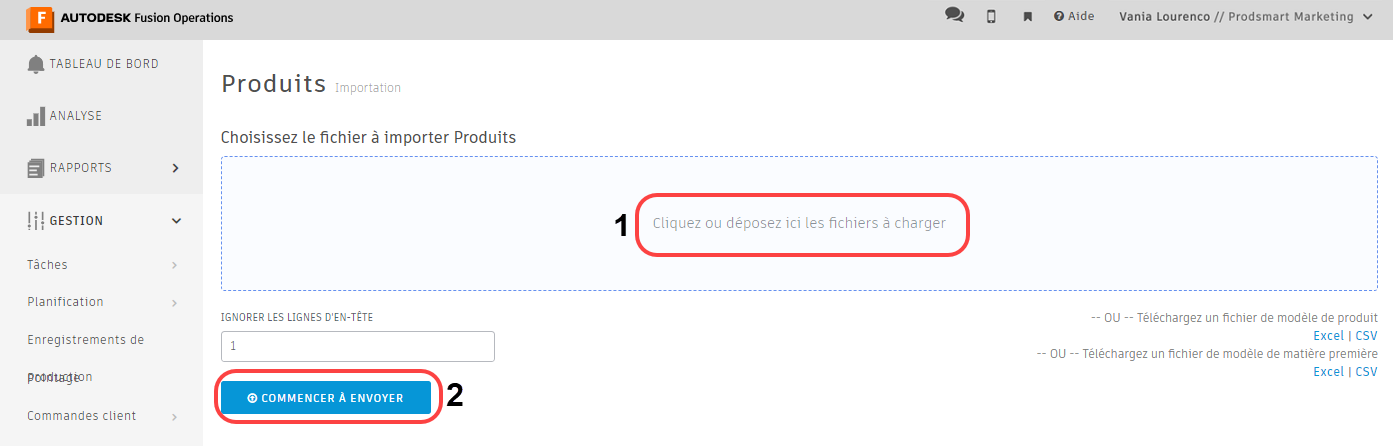 F AUTODESK Fusion Operations
Aide
Vania Lourenco // Prodsmart Marketing
TABLEAU DE BORD
ANALYSE
RAPPORTS
GESTION
Tâches
Planification
Enregistrements de
production
Pointage
Commandes client
Produits Importation
Choisissez le fichier à importer Produits
1 Cliquez ou déposez ici les fichiers à charger
IGNORER LES LIGNES D'EN-TÊTE
1
COMMENCER À ENVOYER 2
-- OU -- Téléchargez un fichier de modèle de produit
Excel | CSV
-- OU -- Téléchargez un fichier de modèle de matière première
Excel | CSV